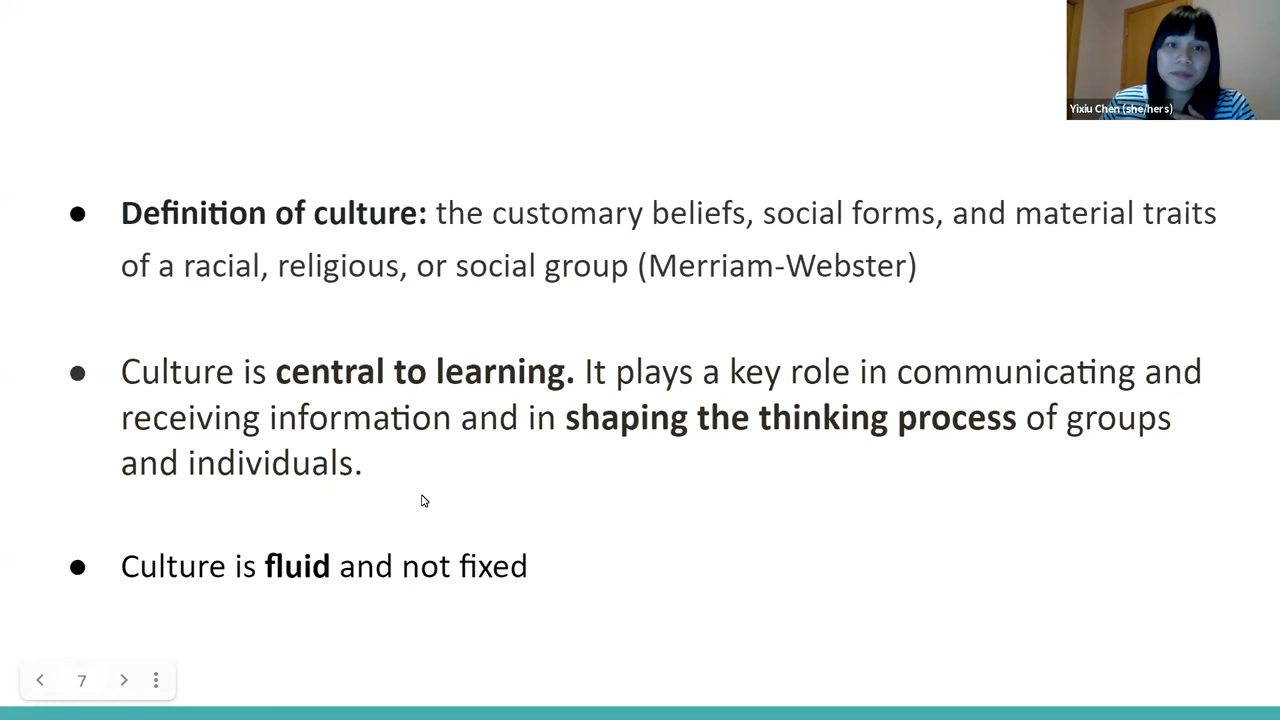 Yixiu Chen (she/hers)
● Definition of culture: the customary beliefs, social forms, and material traits
of a racial, religious, or social group (Merriam-Webster)
● Culture is central to learning. It plays a key role in communicating and
receiving information and in shaping the thinking process of groups
and individuals.
● Culture is fluid and not fixed
7